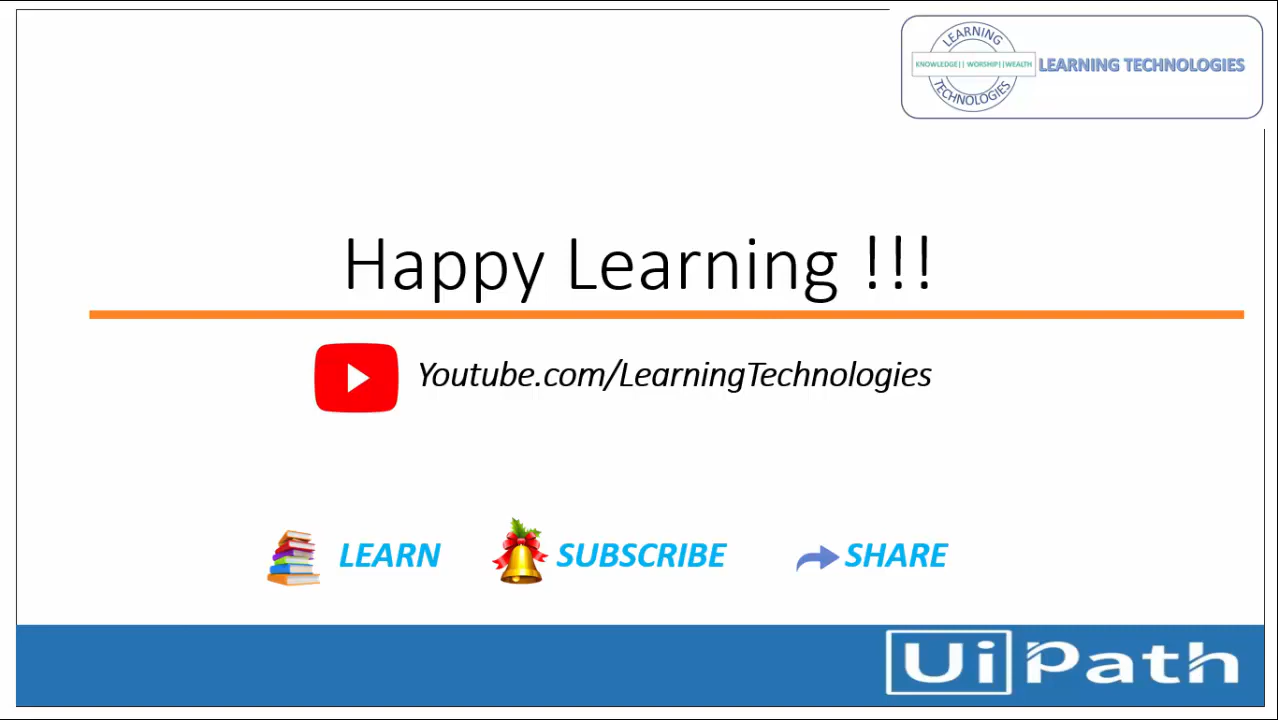 LEARNING
KNOWLEDGE|| WORSHIP||WEALTH
TECHNOLOGIES
LEARNING TECHNOLOGIES
Happy Learning !!!
Youtube.com/LearningTechnologies
LEARN SUBSCRIBE SHARE
UiPath